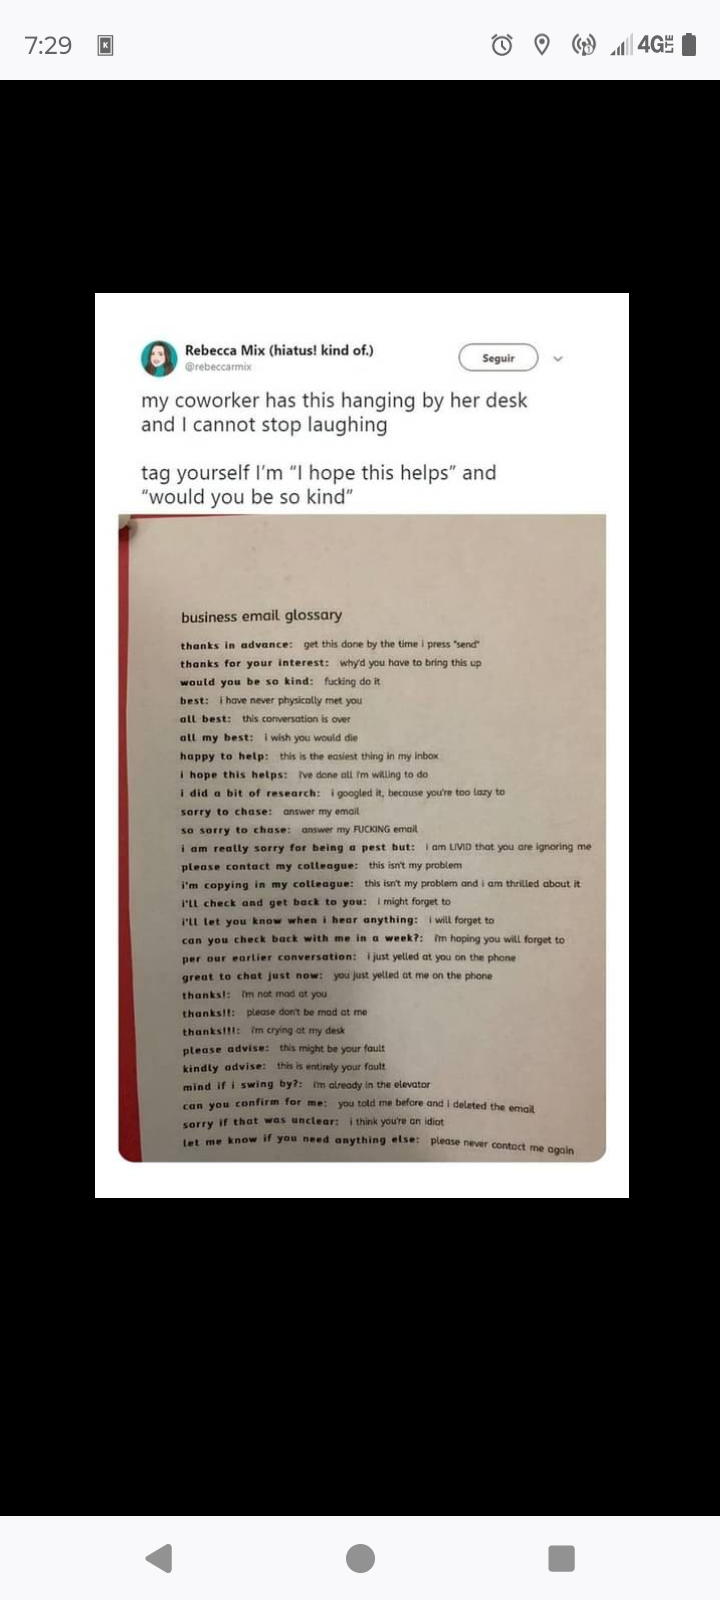 7:29
K
4G LTE
Rebecca Mix (hiatus! kind of.)
@rebeccarmix
Seguir
my coworker has this hanging by her desk
and I cannot stop laughing
tag yourself I'm "I hope this helps" and
"would you be so kind"
business email glossary
thanks in advance: get this done by the time i press "send"
thanks for your interest: why'd you have to bring this up
would you be so kind: fucking do it
best: i have never physically met you
all best: this conversation is over
all my best: i wish you would die
happy to help: this is the easiest thing in my inbox
i hope this helps: i've done all i'm willing to do
i did a bit of research: i googled it, because you're too lazy to
sorry to chase: answer my email
so sorry to chase: answer my FUCKING email
i am really sorry for being a pest but: i am LIVID that you are ignoring me
please contact my colleague: this isn't my problem
i'm copying in my colleague: this isn't my problem and i am thrilled about it
i'll check and get back to you: i might forget to
i'll let you know when i hear anything: i will forget to
can you check back with me in a week?: i'm hoping you will forget to
per our earlier conversation: i just yelled at you on the phone
great to chat just now: you just yelled at me on the phone
thanks!: i'm not mad at you
thanks!!: please don't be mad at me
thanks!!!: i'm crying at my desk
please advise: this might be your fault
kindly advise: this is entirely your fault
mind if i swing by?: i'm already in the elevator
can you confirm for me: you told me before and i deleted the email
sorry if that was unclear: i think you're an idiot
let me know if you need anything else: please never contact me again